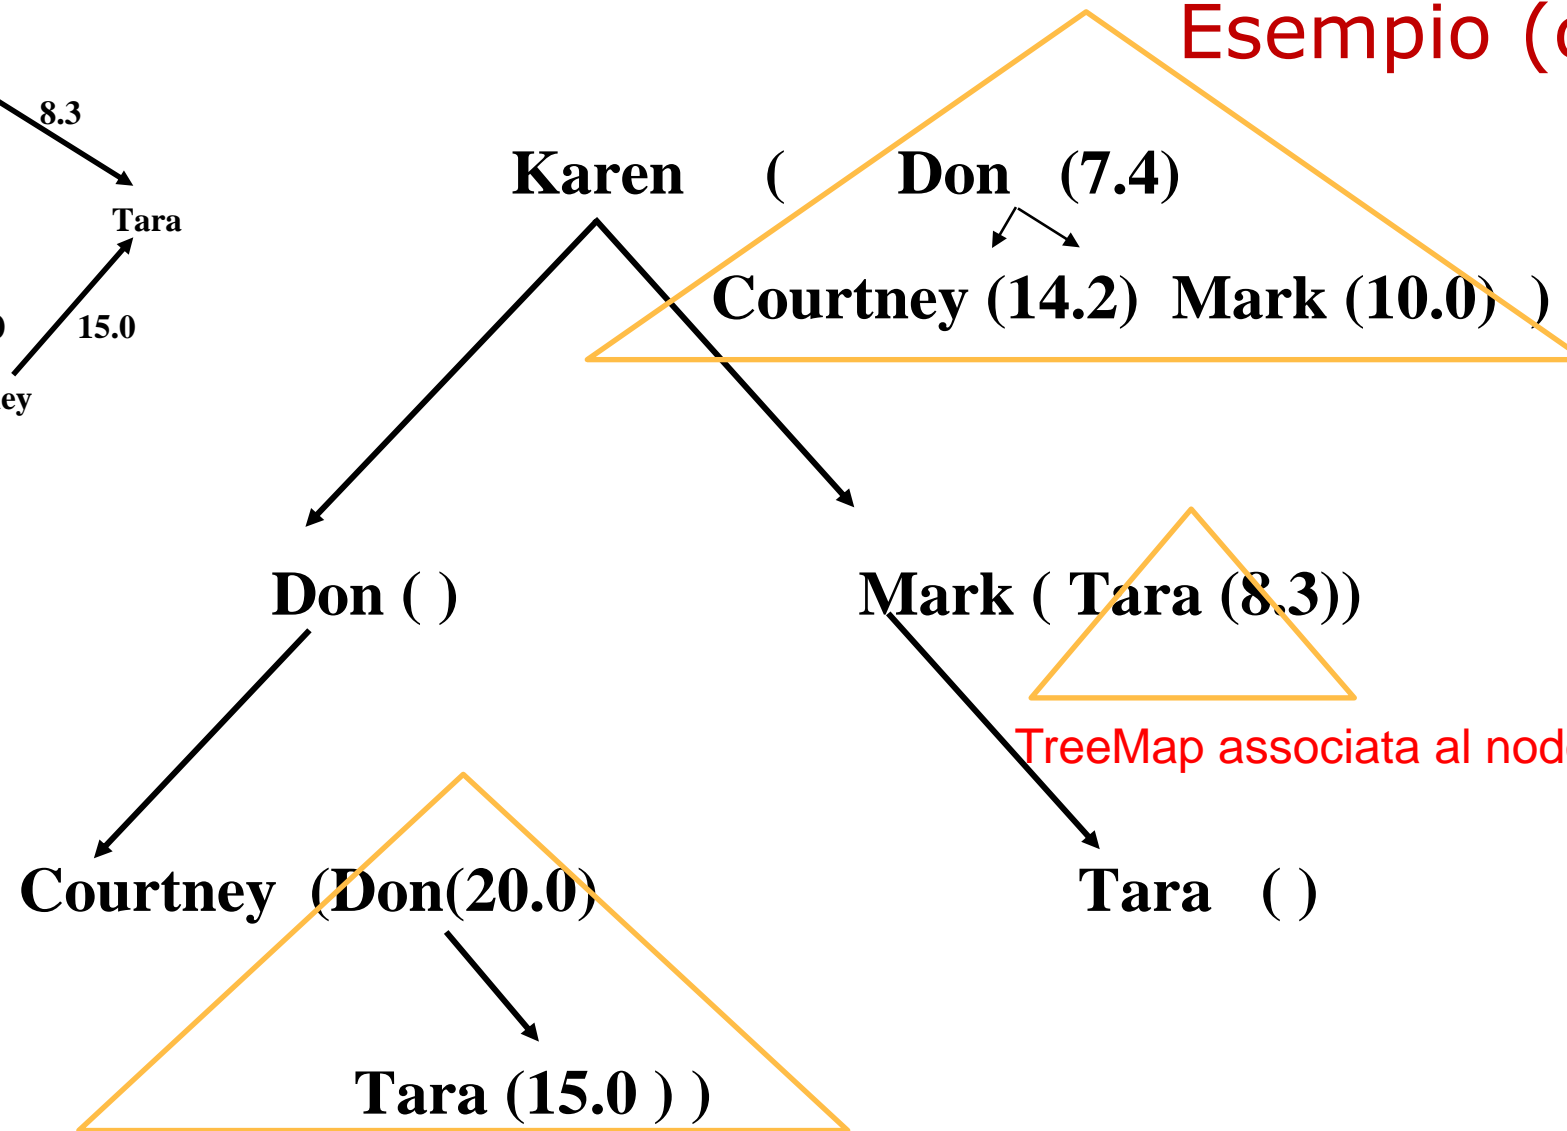 Esempio (
8.3
Karen ( Don (7.4)
Tara
Courtney (14.2) Mark (10.0) )
15.0
ey
Don ( )
Mark ( Tara (8.3))
TreeMap associata al nod
Courtney (Don(20.0)
Tara ( )
Tara (15.0 ) )